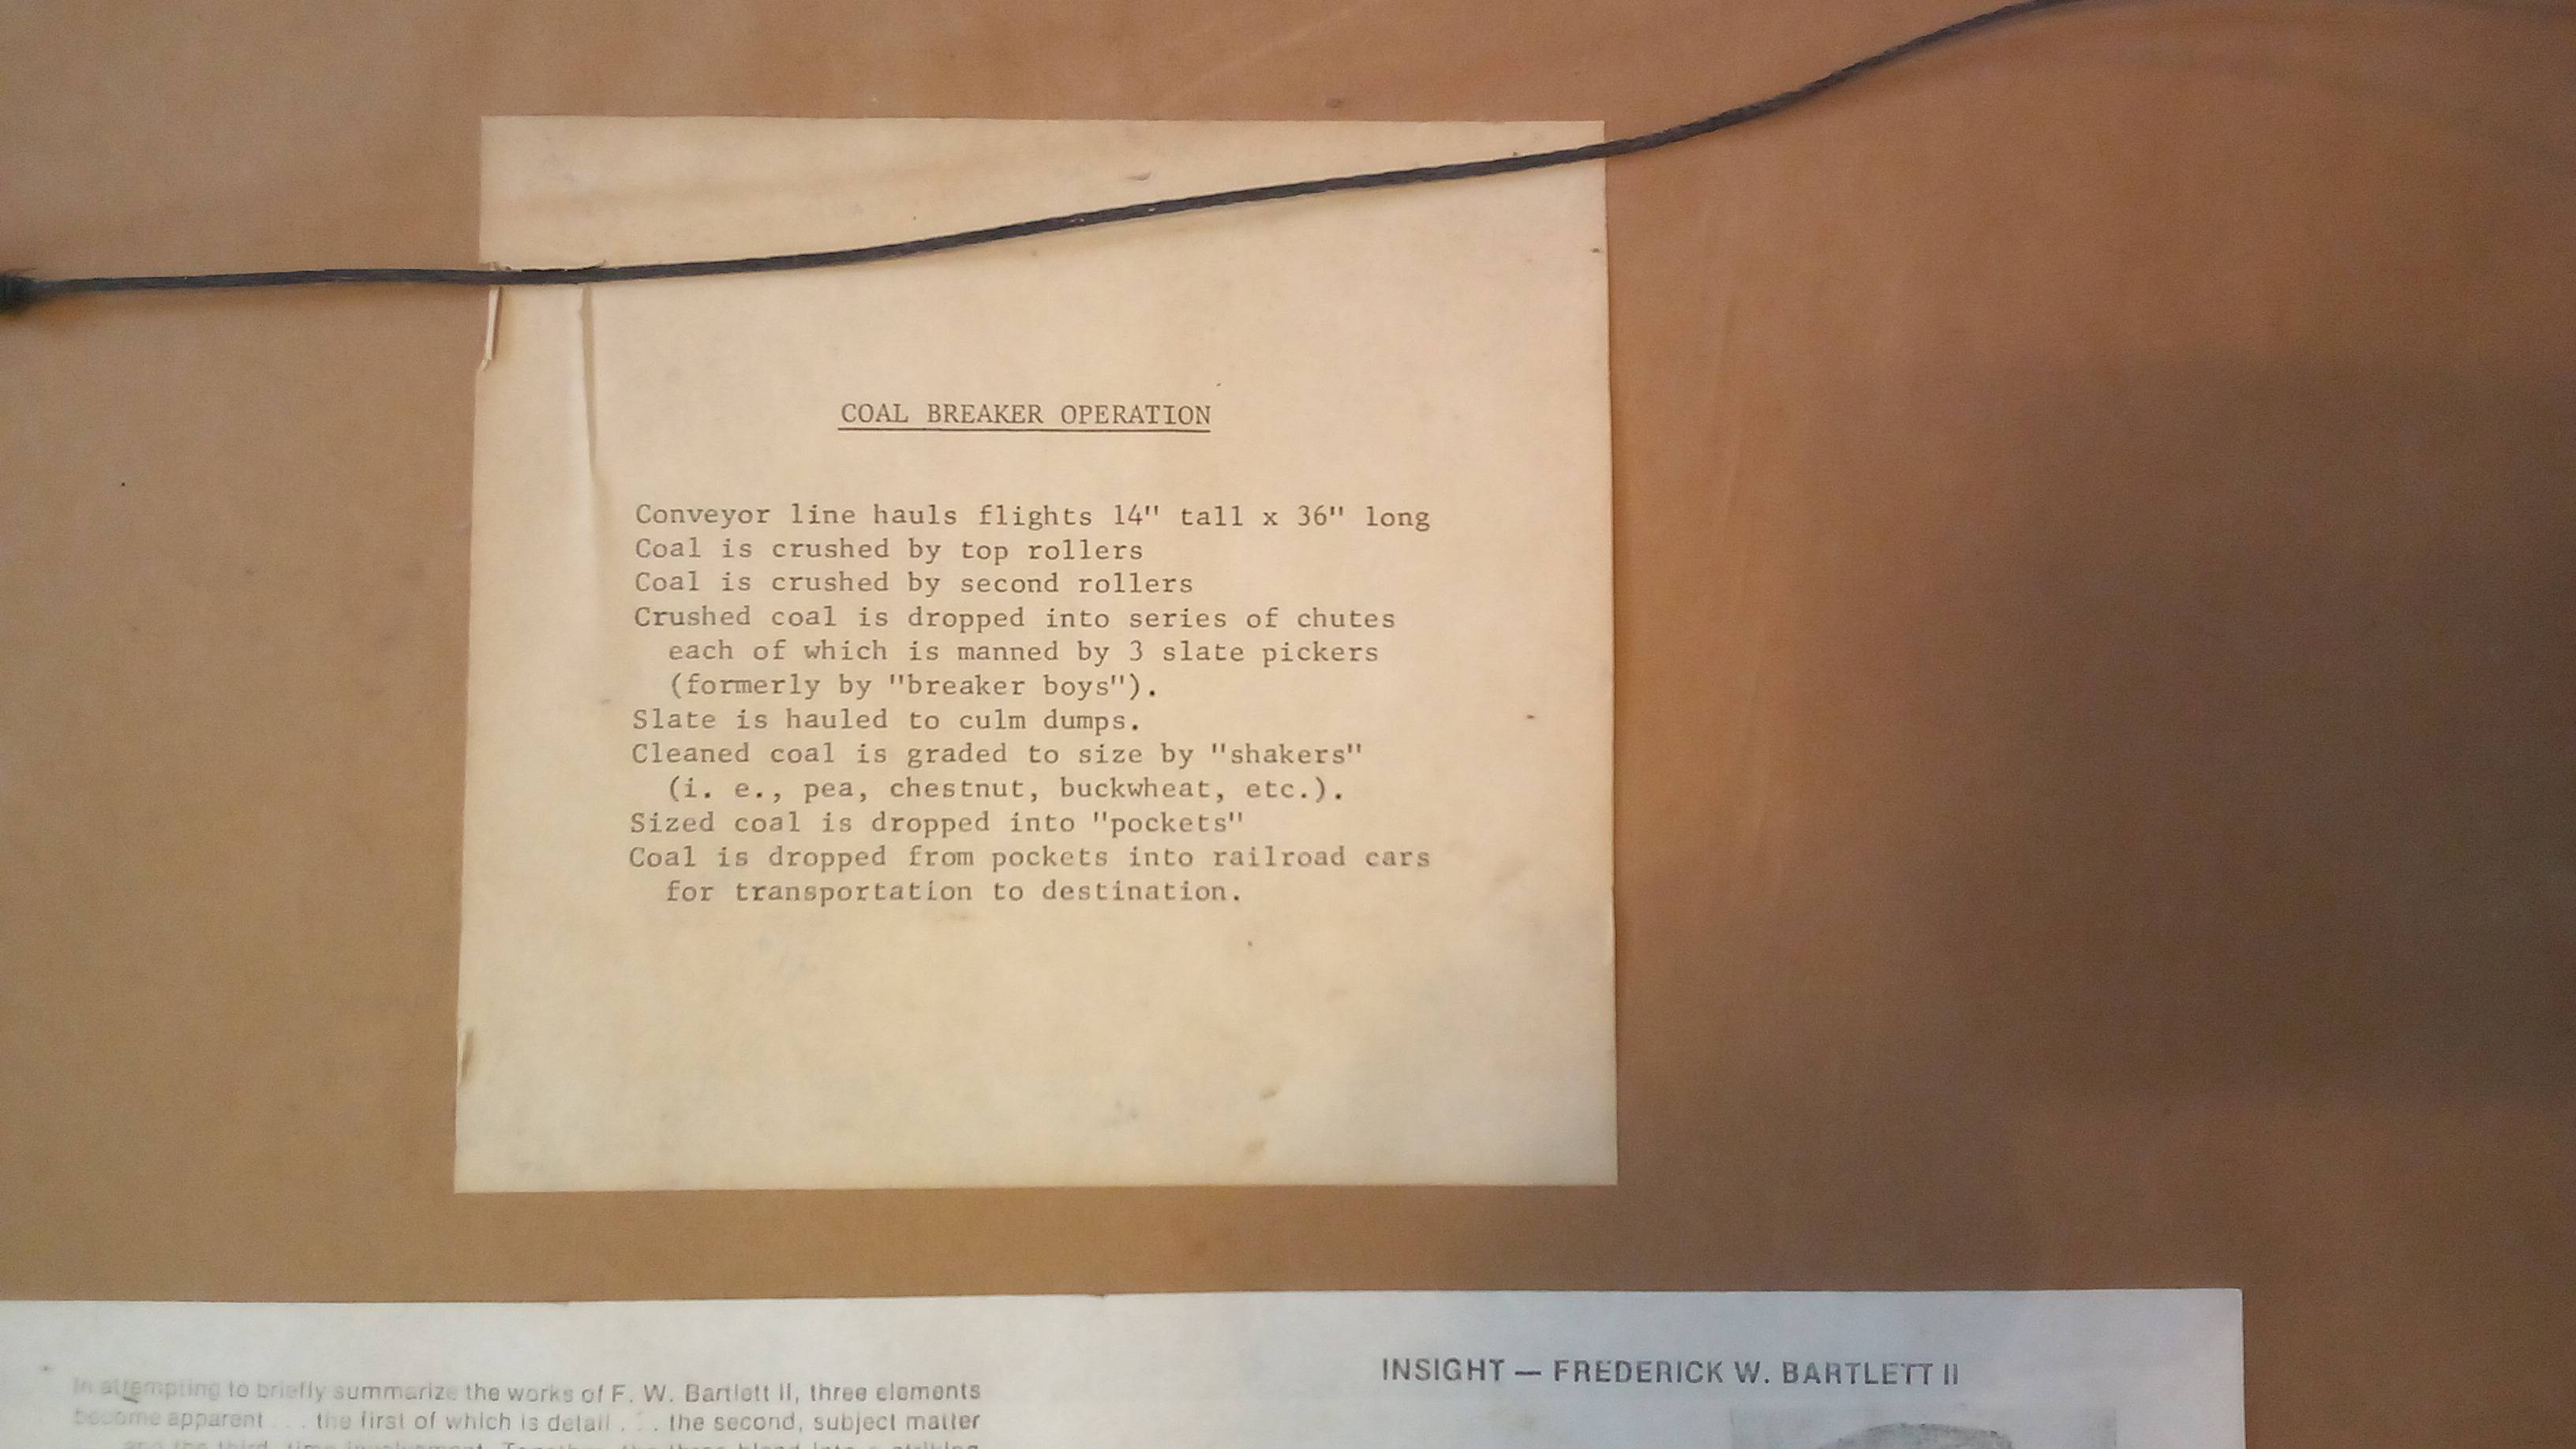 COAL BREAKER OPERATION
Conveyor line hauls flights 14" tall x 36" long
Coal is crushed by top rollers
Coal is crushed by second rollers
Crushed coal is dropped into series of chutes
each of which is manned by 3 slate pickers
(formerly by "breaker boys").
Slate is hauled to culm dumps.
Cleaned coal is graded to size by "shakers"
(i. e., pea, chestnut, buckwheat, etc.).
Sized coal is dropped into "pockets"
Coal is dropped from pockets into railroad cars
for transportation to destination.
INSIGHT — FREDERICK W. BARTLETT II
In attempting to briefly summarize the works of F. W. Bartlett II, three elements
become apparent . . . the first of which is detail . . . the second, subject matter